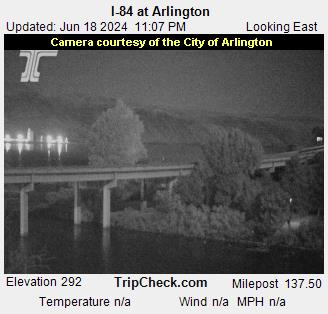 I-84 at Arlington
Updated: Jun 18 2024 11:07 PM Looking East
Camera courtesy of the City of Arlington
Elevation 292 TripCheck.com Milepost 137.50
Temperature n/a Wind n/a MPH n/a